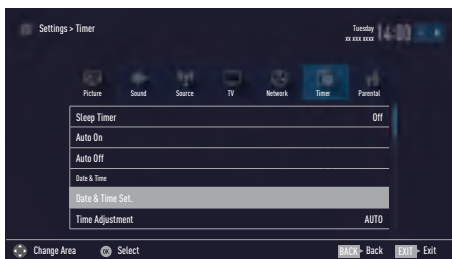 Settings > Timer
Tuesday
xx xxx xxxx
14:00
Picture Sound Source TV Network Timer Parental
Sleep Timer Off
Auto On
Auto Off
Date & Time
Date & Time Set.
Time Adjustment AUTO
Change Area OK Select BACK Back EXIT Exit